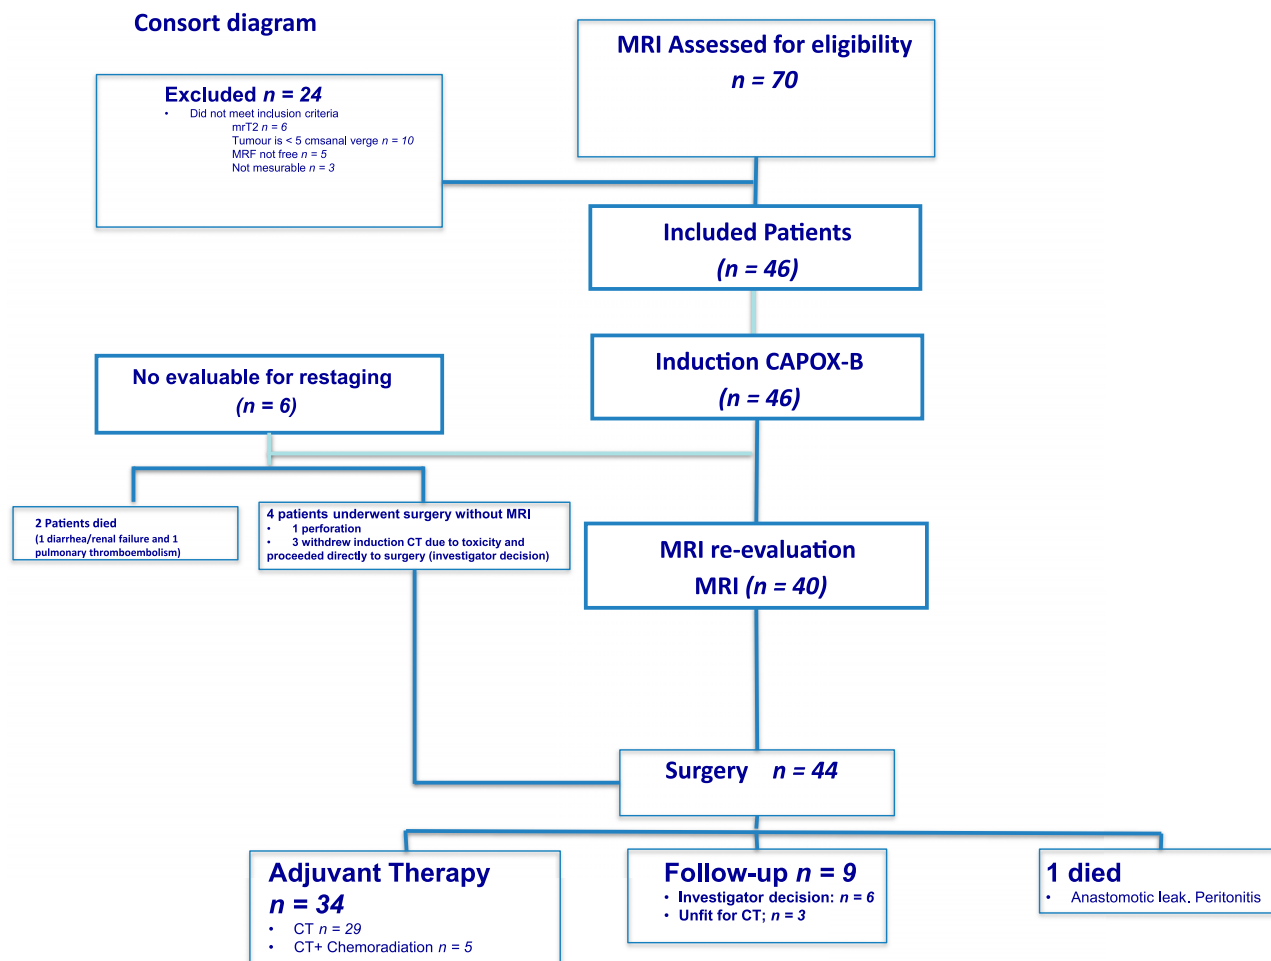 Consort diagram
MRI Assessed for eligibility
n = 70
Excluded n = 24
• Did not meet inclusion criteria
mrT2 n = 6
Tumour is < 5 cmsanal verge n = 10
MRF not free n = 5
Not mesurable n = 3
Included Patients
(n = 46)
Induction CAPOX-B
(n = 46)
No evaluable for restaging
(n = 6)
2 Patients died
(1 diarrhea/renal failure and 1
pulmonary thromboembolism)
4 patients underwent surgery without MRI
• 1 perforation
• 3 withdrew induction CT due to toxicity and
proceeded directly to surgery (investigator decision)
MRI re-evaluation
MRI (n = 40)
Surgery n = 44
Adjuvant Therapy
n = 34
• CT n = 29
• CT+ Chemoradiation n = 5
Follow-up n = 9
• Investigator decision: n = 6
• Unfit for CT; n = 3
1 died
• Anastomotic leak. Peritonitis